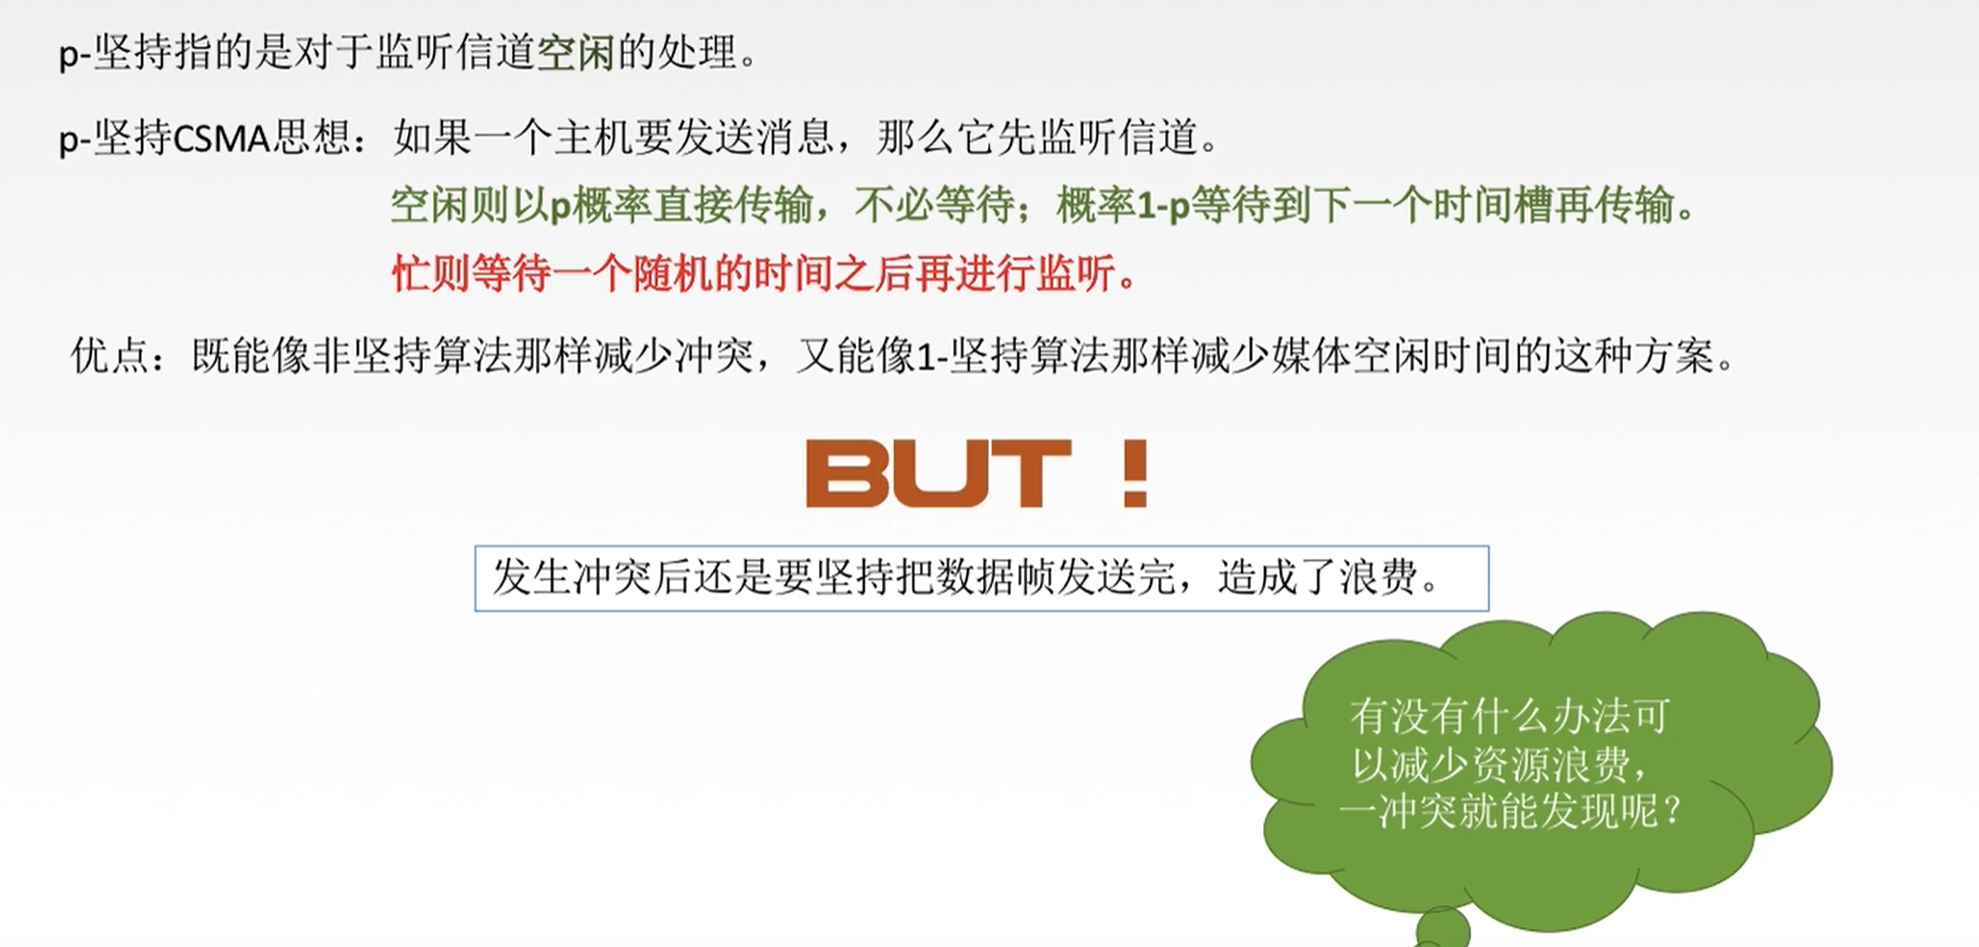 p-坚持指的是对于监听信道空闲的处理。
p-坚持CSMA思想：如果一个主机要发送消息，那么它先监听信道。
空闲则以p概率直接传输，不必等待；概率1-p等待到下一个时间槽再传输。
忙则等待一个随机的时间之后再进行监听。
优点：既能像非坚持算法那样减少冲突，又能像1-坚持算法那样减少媒体空闲时间的这种方案。
BUT！
发生冲突后还是要坚持把数据帧发送完，造成了浪费。
有没有什么办法可
以减少资源浪费，
一冲突就能发现呢？